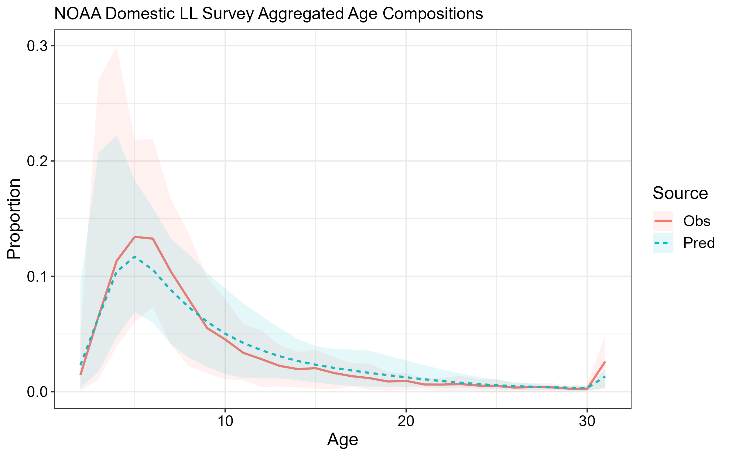 NOAA Domestic LL Survey Aggregated Age Compositions
0.3
0.2
0.1
0.0
Proportion
10
20
30
Age
Source
Obs
Pred